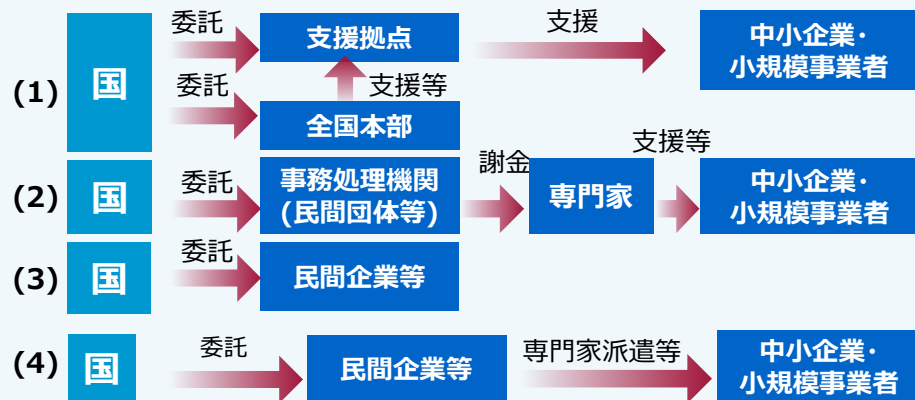 委託
支援拠点
支援
中小企業・
小規模事業者
(1)
国
委託
支援等
全国本部
(2)
国
委託
事務処理機関
(民間団体等)
謝金
専門家
支援等
中小企業・
小規模事業者
(3)
国
委託
民間企業等
(4)
国
委託
民間企業等
専門家派遣等
中小企業・
小規模事業者